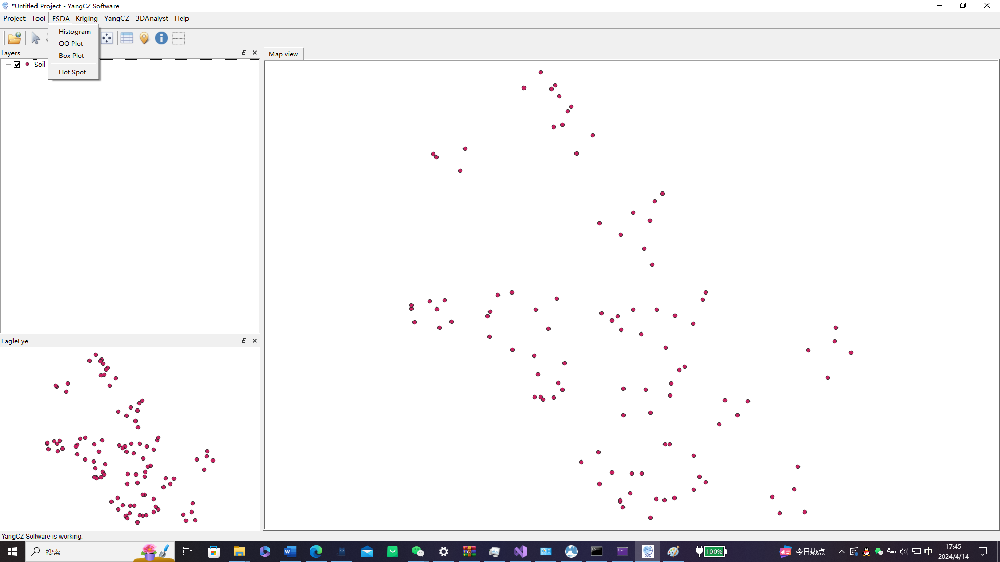 *Untitled Project - YangCZ Software
Project Tool ESDA Kriging YangCZ 3DAnalyst Help
Histogram
QQ Plot
Box Plot
Hot Spot
Layers
Soil
Map view
EagleEye
YangCZ Software is working.
搜索
100%
今日热点
中
17:45
2024/4/14